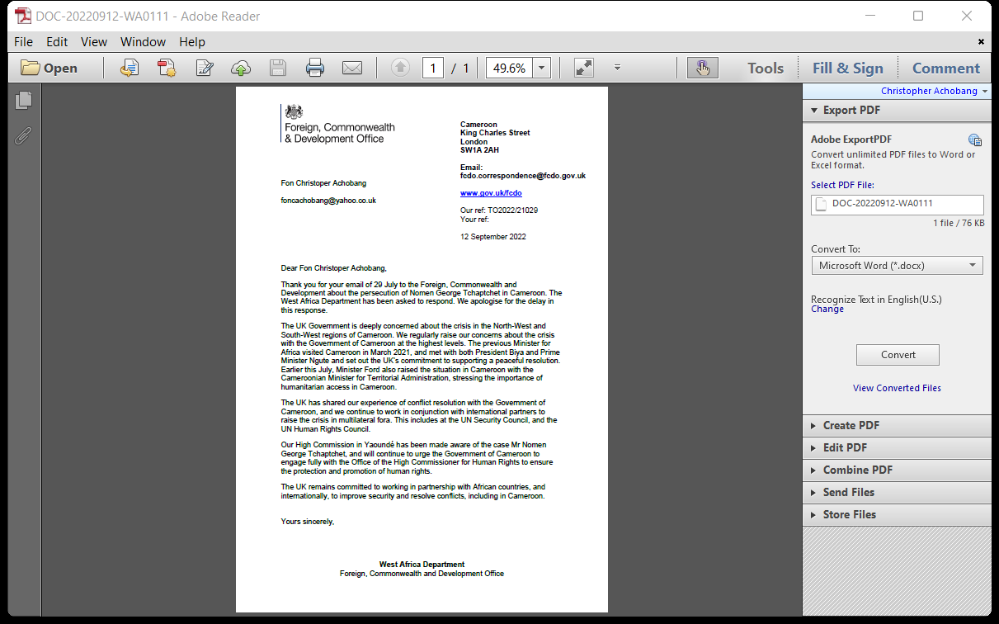 DOC-20220912-WA0111 - Adobe Reader
File Edit View Window Help
Open
1 / 1
49.6%
Tools
Fill & Sign
Comment
Foreign, Commonwealth
& Development Office
Cameroon
King Charles Street
London
SW1A 2AH
Email:
fcdo.correspondence@fcdo.gov.uk
Fon Christoper Achobang
www.gov.uk/fcdo
foncachobang@yahoo.co.uk
Our ref: TO2022/21029
Your ref:
12 September 2022
Dear Fon Christoper Achobang,
Thank you for your email of 29 July to the Foreign, Commonwealth and
Development about the persecution of Nomen George Tchaptchet in Cameroon. The
West Africa Department has been asked to respond. We apologise for the delay in
this response.
The UK Government is deeply concerned about the crisis in the North-West and
South-West regions of Cameroon. We regularly raise our concerns about the crisis
with the Government of Cameroon at the highest levels. The previous Minister for
Africa visited Cameroon in March 2021, and met with both President Biya and Prime
Minister Ngute and set out the UK's commitment to supporting a peaceful resolution.
Earlier this July, Minister Ford also raised the situation in Cameroon with the
Cameroonian Minister for Territorial Administration, stressing the importance of
humanitarian access in Cameroon.
The UK has shared our experience of conflict resolution with the Government of
Cameroon, and we continue to work in conjunction with international partners to
raise the crisis in multilateral fora. This includes at the UN Security Council, and the
UN Human Rights Council.
Our High Commission in Yaoundé has been made aware of the case Mr Nomen
George Tchaptchet, and will continue to urge the Government of Cameroon to
engage fully with the Office of the High Commissioner for Human Rights to ensure
the protection and promotion of human rights.
The UK remains committed to working in partnership with African countries, and
internationally, to improve security and resolve conflicts, including in Cameroon.
Yours sincerely,
West Africa Department
Foreign, Commonwealth and Development Office
Christopher Achobang
Export PDF
Adobe ExportPDF
Convert unlimited PDF files to Word or
Excel format.
Select PDF File:
DOC-20220912-WA0111
1 file / 76 KB
Convert To:
Microsoft Word (*.docx)
Recognize Text in English(U.S.)
Change
Convert
View Converted Files
Create PDF
Edit PDF
Combine PDF
Send Files
Store Files